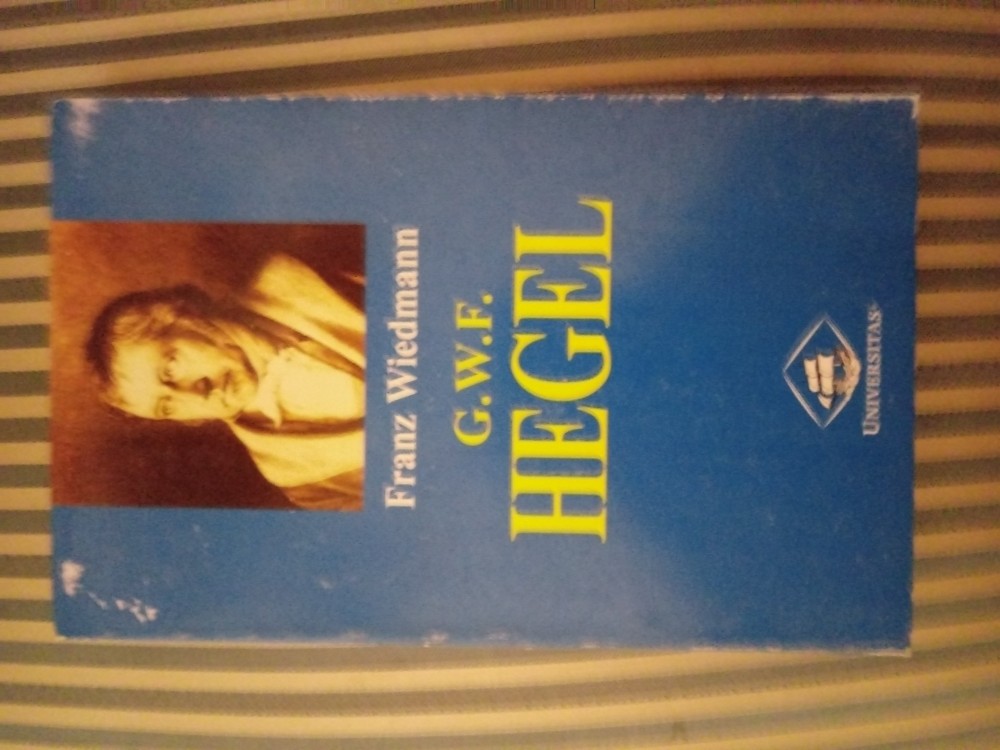 Franz Wiedmann
G.W.F.
HEGEL
UNIVERSITAS